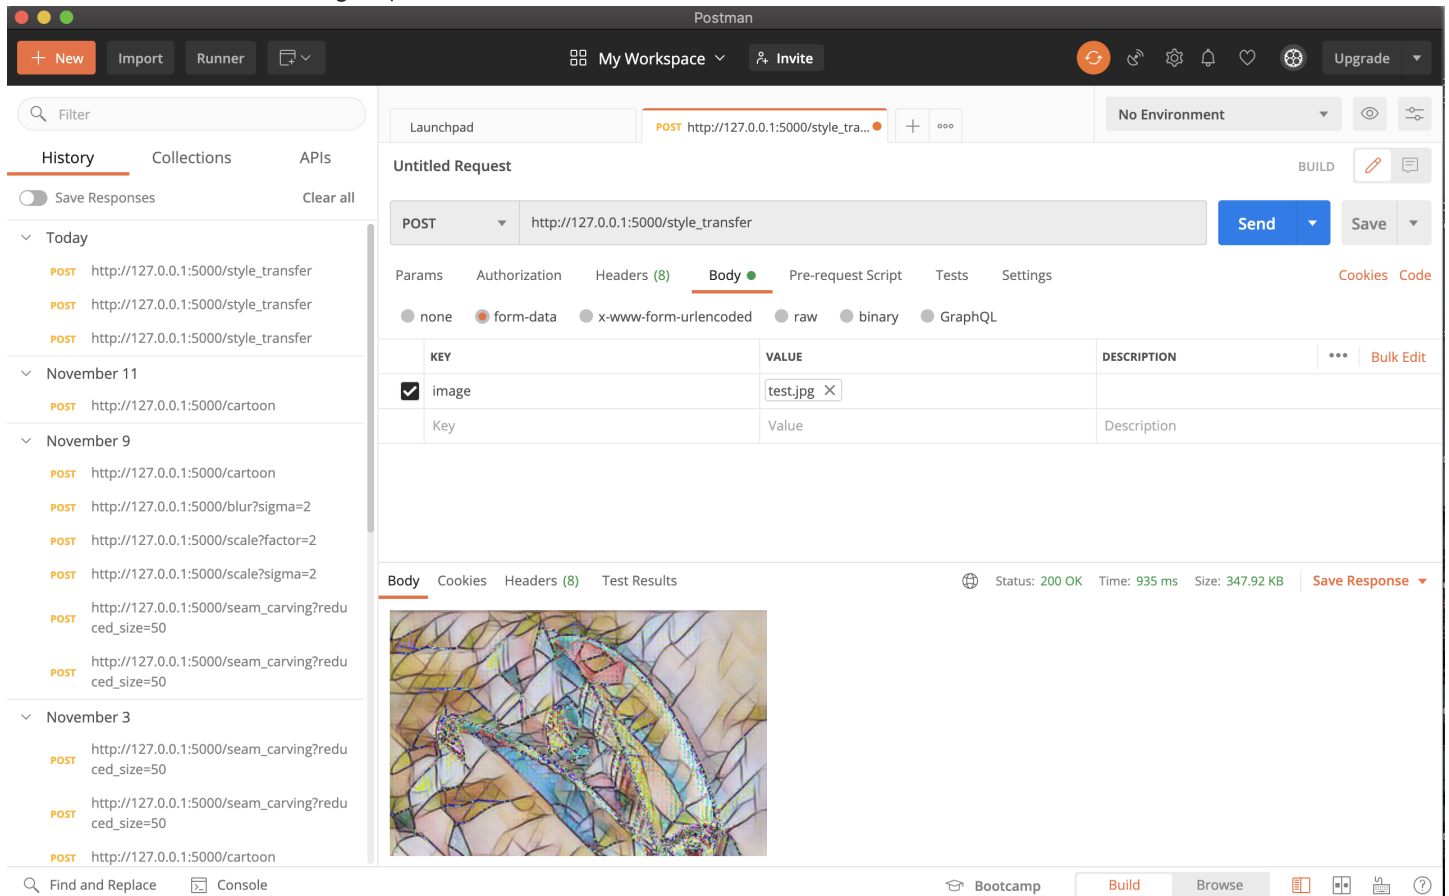 Postman
+ New
Import
Runner
My Workspace
Invite
Upgrade
Filter
History
Collections
APIs
Save Responses
Clear all
Today
POST http://127.0.0.1:5000/style_transfer
POST http://127.0.0.1:5000/style_transfer
POST http://127.0.0.1:5000/style_transfer
November 11
POST http://127.0.0.1:5000/cartoon
November 9
POST http://127.0.0.1:5000/cartoon
POST http://127.0.0.1:5000/blur?sigma=2
POST http://127.0.0.1:5000/scale?factor=2
POST http://127.0.0.1:5000/scale?sigma=2
POST http://127.0.0.1:5000/seam_carving?redu
ced_size=50
POST http://127.0.0.1:5000/seam_carving?redu
ced_size=50
November 3
POST http://127.0.0.1:5000/seam_carving?redu
ced_size=50
POST http://127.0.0.1:5000/seam_carving?redu
ced_size=50
POST http://127.0.0.1:5000/cartoon
Launchpad
POST http://127.0.0.1:5000/style_tra...
No Environment
Untitled Request
BUILD
POST
http://127.0.0.1:5000/style_transfer
Send
Save
Params
Authorization
Headers (8)
Body
Pre-request Script
Tests
Settings
Cookies
Code
none
form-data
x-www-form-urlencoded
raw
binary
GraphQL
KEY
VALUE
DESCRIPTION
Bulk Edit
image
test.jpg
Key
Value
Description
Body
Cookies
Headers (8)
Test Results
Status: 200 OK
Time: 935 ms
Size: 347.92 KB
Save Response
Find and Replace
Console
Bootcamp
Build
Browse